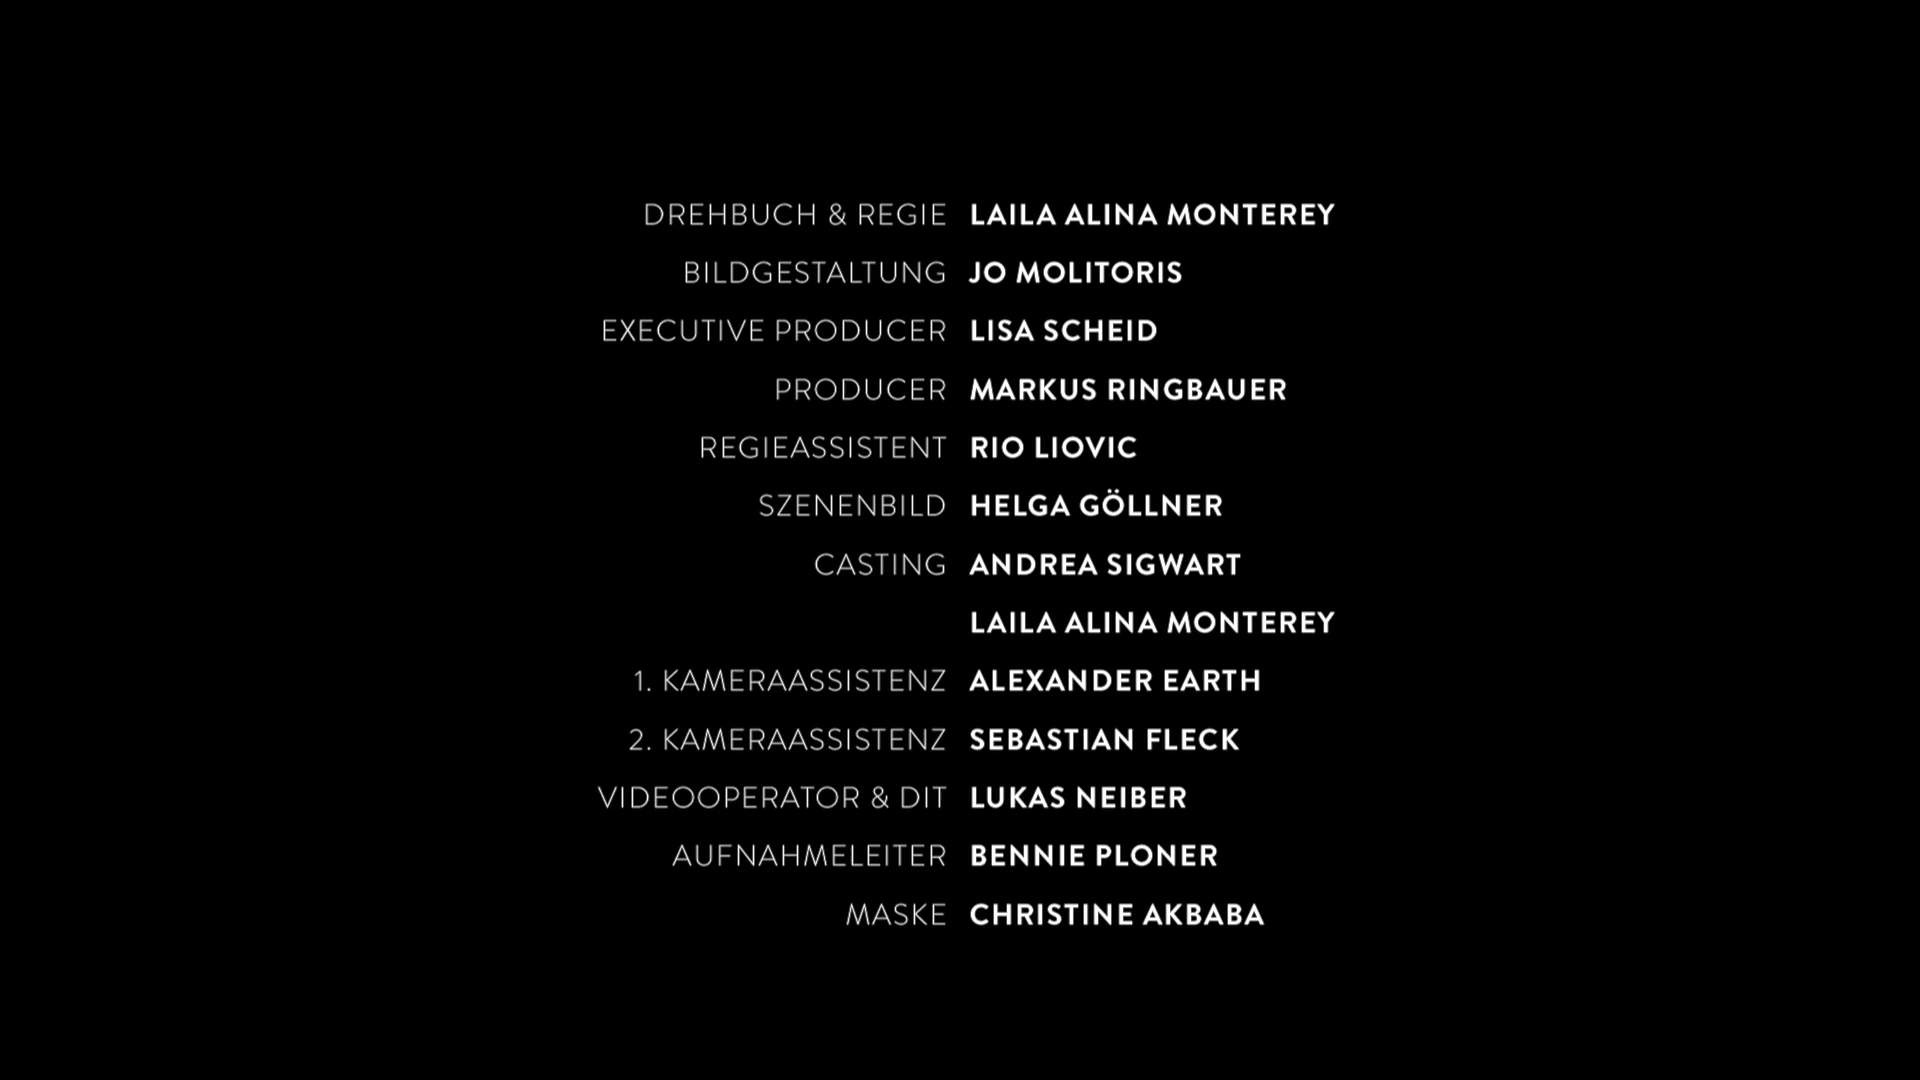 DREHBUCH & REGIE LAILA ALINA MONTEREY
BILDGESTALTUNG JO MOLITORIS
EXECUTIVE PRODUCER LISA SCHEID
PRODUCER MARKUS RINGBAUER
REGIEASSISTENT RIO LIOVIC
SZENENBILD HELGA GÖLLNER
CASTING ANDREA SIGWART
LAILA ALINA MONTEREY
1. KAMERAASSISTENZ ALEXANDER EARTH
2. KAMERAASSISTENZ SEBASTIAN FLECK
VIDEOOPERATOR & DIT LUKAS NEIBER
AUFNAHMELEITER BENNIE PLONER
MASKE CHRISTINE AKBABA